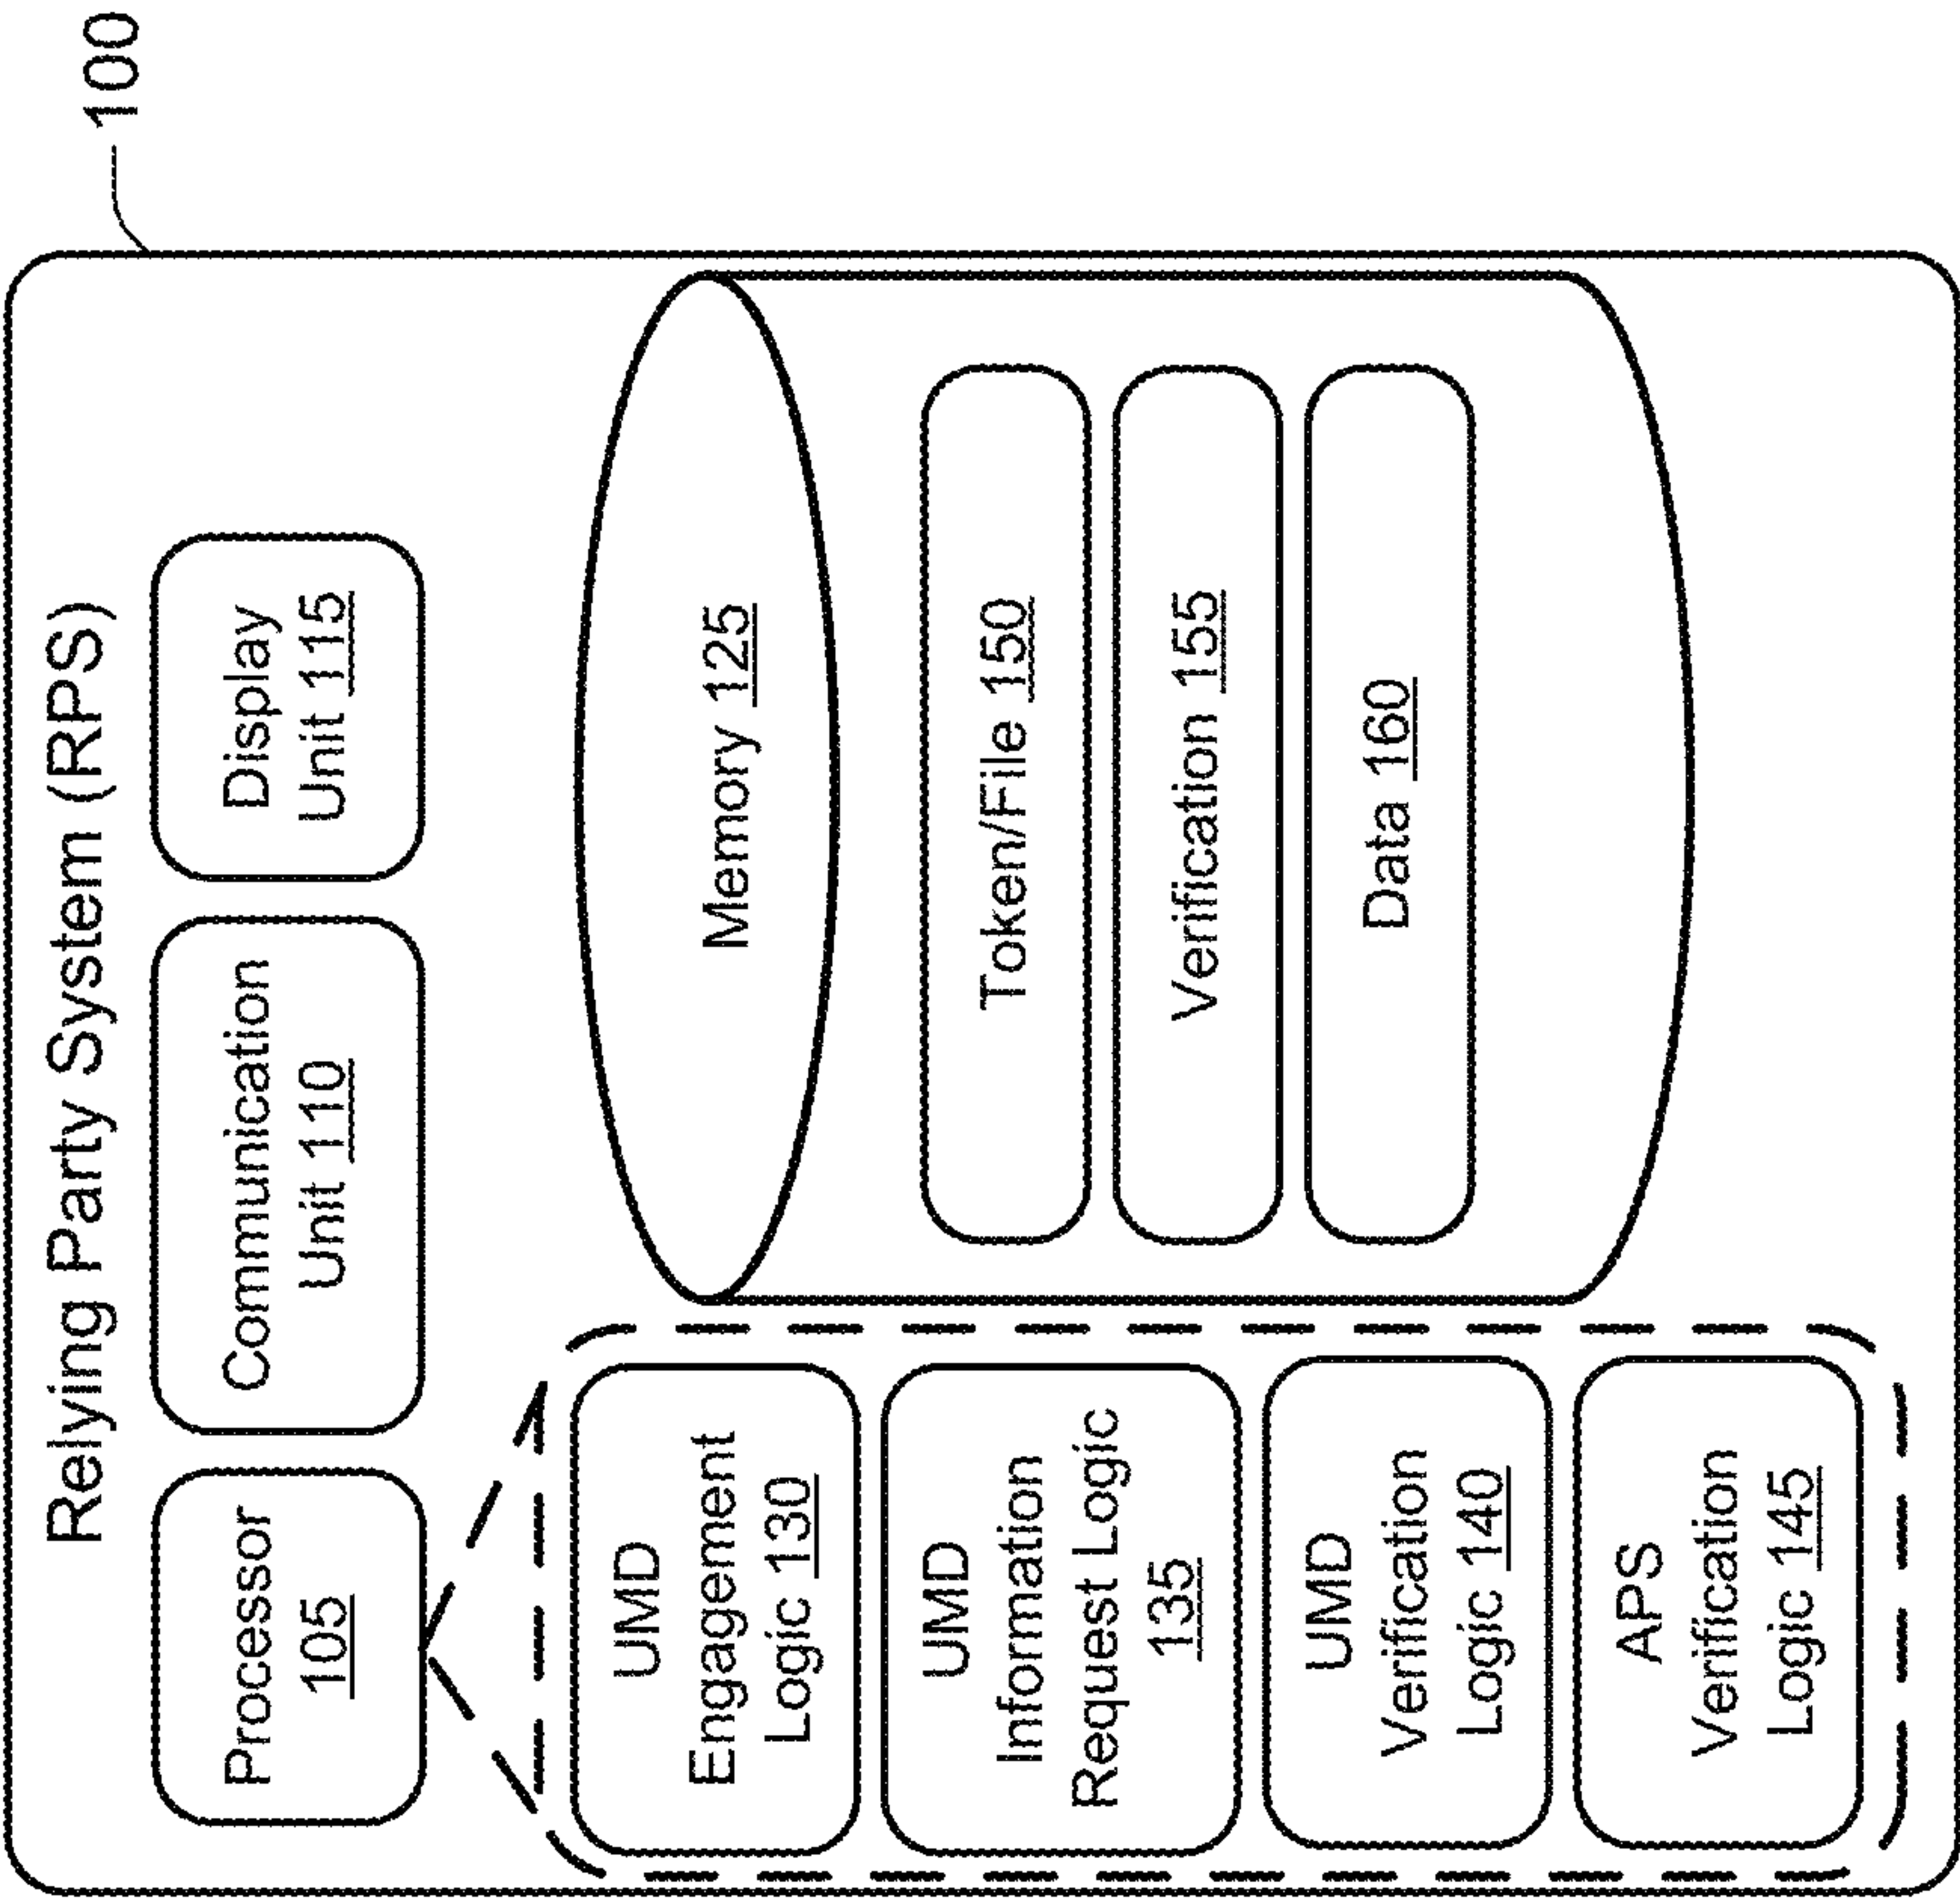 100
Relying Party System (RPS)
Processor
105
Communication
Unit 110
Display
Unit 115
UMD
Engagement
Logic 130
UMD
Information
Request Logic
135
UMD
Verification
Logic 140
APS
Verification
Logic 145
Memory 125
Token/File 150
Verification 155
Data 160